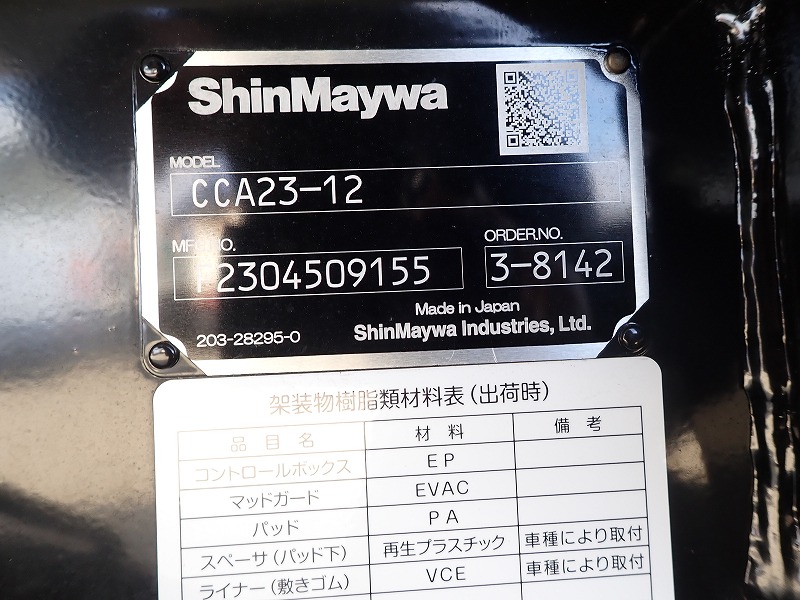 ShinMaywa
MODEL
CCA23-12
ORDER.NO.
3-8142
Made in Japan
203-28295-0
ShinMaywa Industries, Ltd.
架装物樹脂類材料表(出荷時)
品目名 材料 備考
コントロールボックス EP
マッドガード EVAC
パッド PA
スペーサ(パッド下) 再生プラスチック 車種により取付
ライナー(敷きゴム) VCE 車種により取付